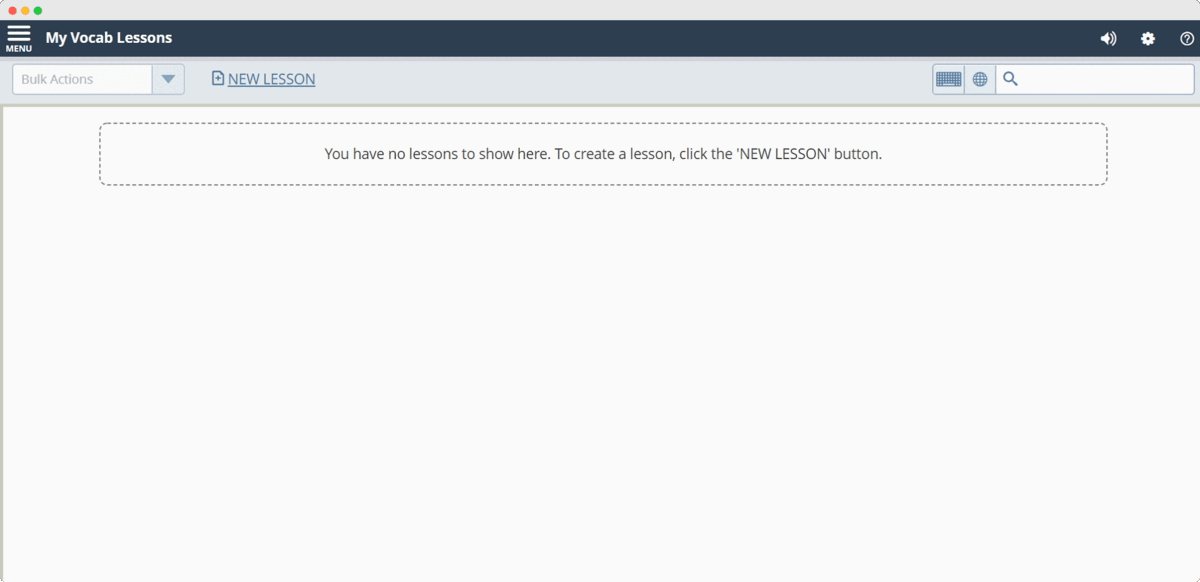 MENU
My Vocab Lessons
Bulk Actions
NEW LESSON
You have no lessons to show here. To create a lesson, click the 'NEW LESSON' button.